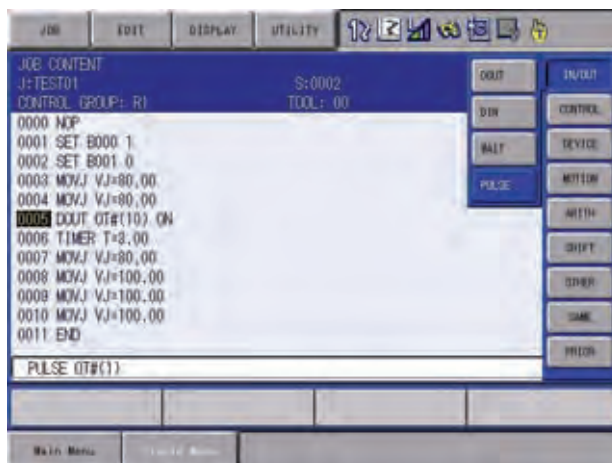 JOB EDIT DISPLAY UTILITY
JOB CONTENT
J:TEST01 S:0002
CONTROL GROUP: R1 TOOL: 00
0000 NOP
0001 SET B000 1
0002 SET B001 0
0003 MOVJ VJ=80.00
0004 MOVJ VJ=80.00
0005 DOUT OT#(10) ON
0006 TIMER T=3.00
0007 MOVJ VJ=80.00
0008 MOVJ VJ=100.00
0009 MOVJ VJ=100.00
0010 MOVJ VJ=100.00
0011 END
PULSE OT#(1)
DOUT
DIN
WAIT
PULSE
IN/OUT
CONTROL
DEVICE
MOTION
ARITH
SHIFT
OTHER
SAME
PRIOR
Main Menu